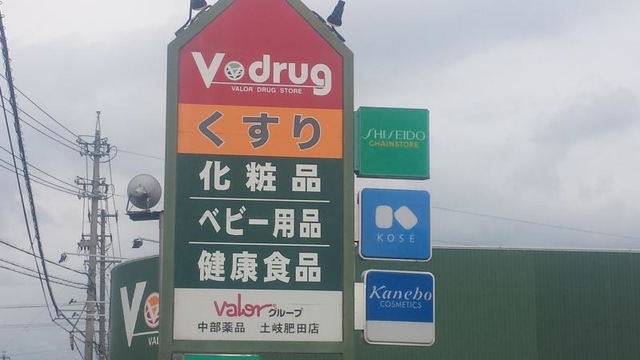 V drug
VALOR DRUG STORE
くすり
化粧品
ベビー用品
健康食品
Valor グループ
中部薬品 土岐肥田店
SHISEIDO
CHAINSTORE
KOSÉ
Kanebo
COSMETICS
V
VAL